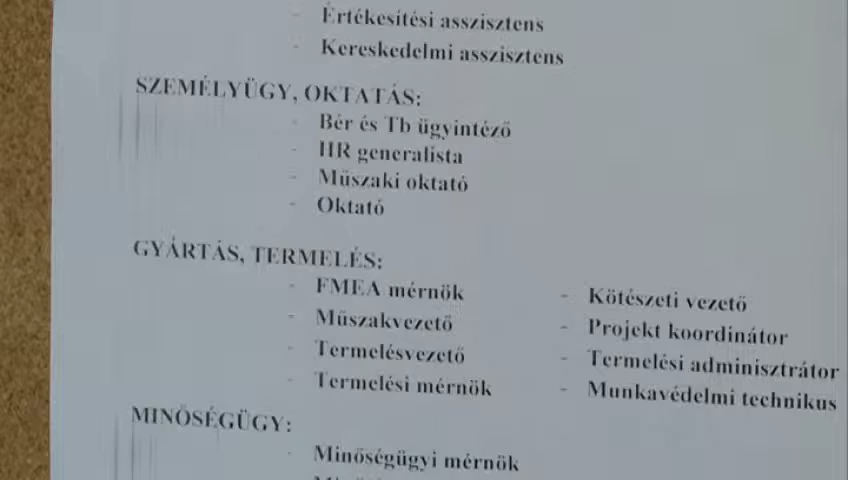 - Értékesítési asszisztens
- Kereskedelmi asszisztens
SZEMÉLYÜGY, OKTATÁS:
- Bér és Tb ügyintéző
- HR generalista
- Műszaki oktató
- Oktató
GYÁRTÁS, TERMELÉS:
- FMEA mérnök - Kötészeti vezető
- Műszakvezető - Projekt koordinátor
- Termelésvezető - Termelési adminisztrátor
- Termelési mérnök - Munkavédelmi technikus
MINŐSÉGÜGY:
- Minőségügyi mérnök